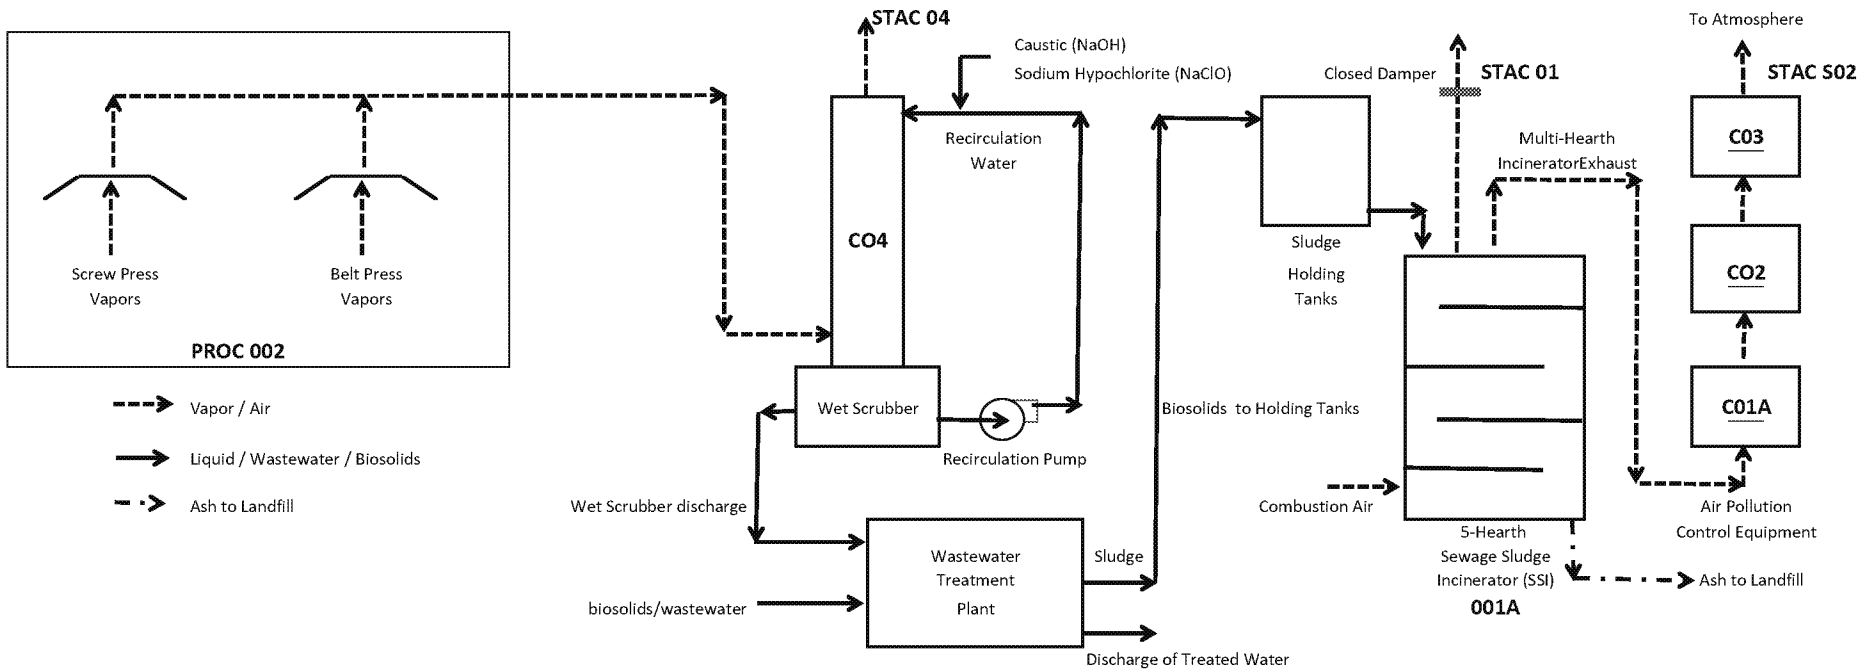 STAC 04
Caustic (NaOH)
Sodium Hypochlorite (NaClO)
Closed Damper
STAC 01
To Atmosphere
STAC S02
Recirculation
Water
Multi-Hearth
IncineratorExhaust
C03
CO4
Screw Press
Vapors
Belt Press
Vapors
PROC 002
Sludge
Holding
Tanks
CO2
C01A
Vapor / Air
Liquid / Wastewater / Biosolids
Ash to Landfill
Wet Scrubber
Recirculation Pump
Biosolids to Holding Tanks
Wet Scrubber discharge
Combustion Air
Air Pollution
Control Equipment
Wastewater
Treatment
Plant
Sludge
biosolids/wastewater
Discharge of Treated Water
5-Hearth
Sewage Sludge
Incinerator (SSI)
001A
Ash to Landfill